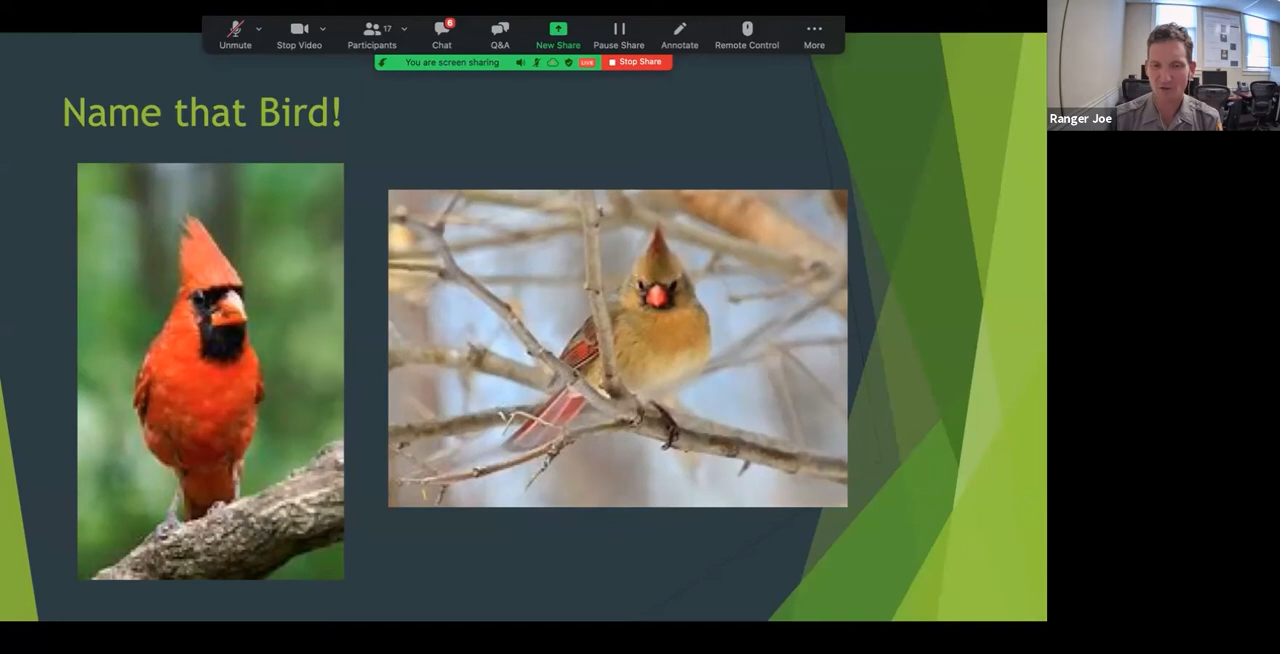 Unmute
Stop Video
17
Participants
6
Chat
Q&A
New Share
Pause Share
Annotate
Remote Control
More
You are screen sharing
LIVE
Stop Share
Name that Bird!
Ranger Joe